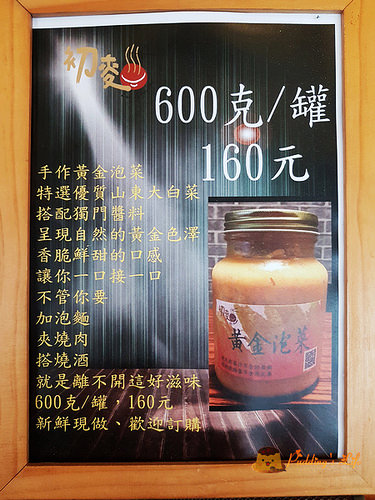 初麥
600克/罐
160元
手作黃金泡菜
特選優質山東大白菜
搭配獨門醬料
呈現自然的黃金色澤
香脆鮮甜的口感
讓你一口接一口
不管你要
加泡麵
夾燒肉
搭燒酒
就是離不開這好滋味
600克/罐，160元
新鮮現做、歡迎訂購
初麥
黃金泡菜